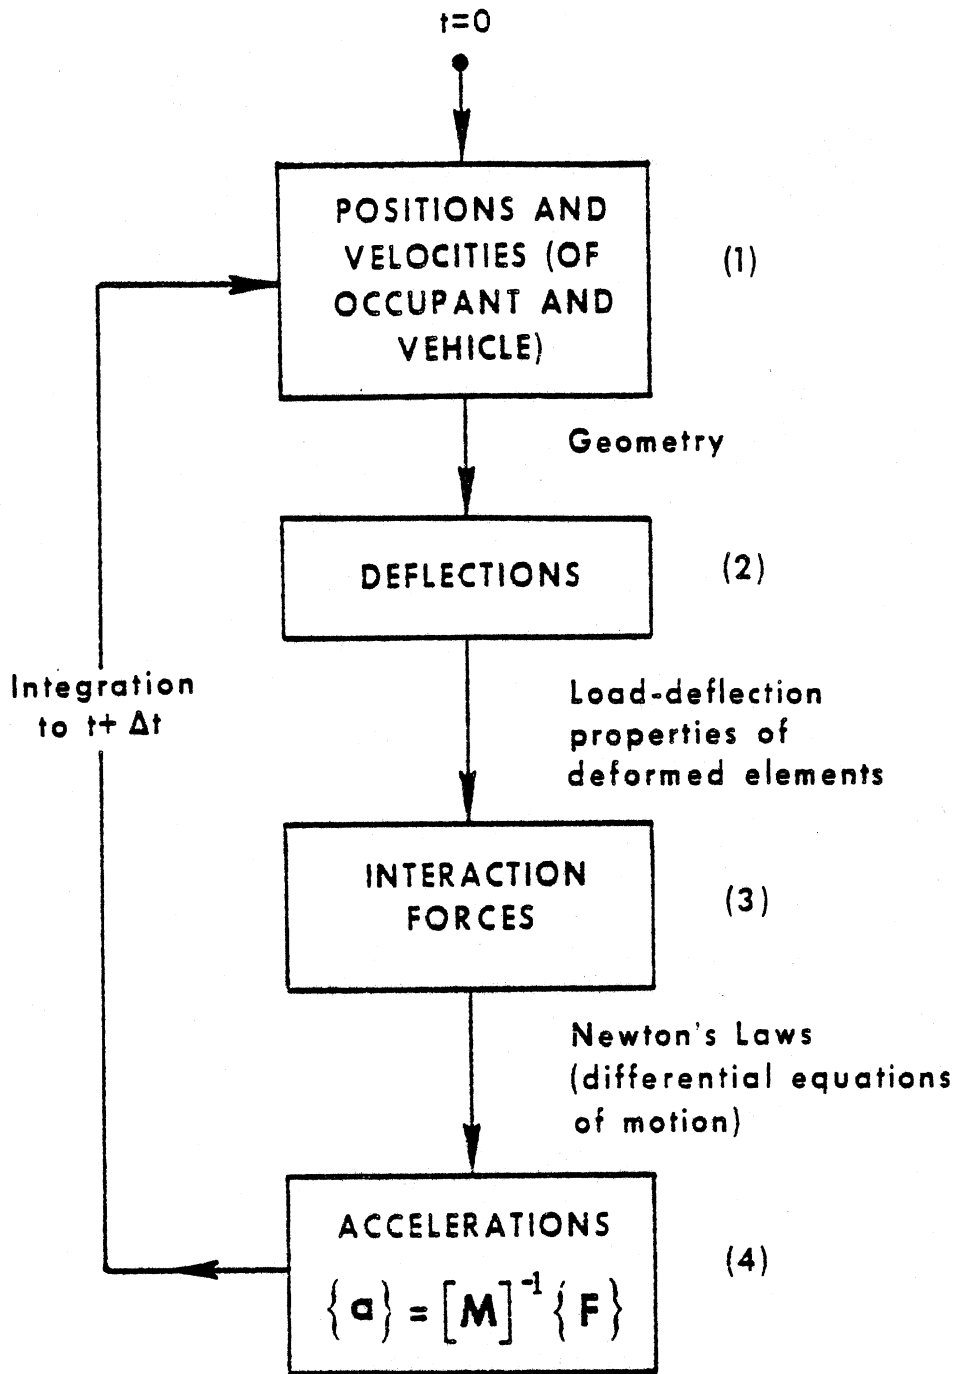 t=0
POSITIONS AND
VELOCITIES (OF
OCCUPANT AND
VEHICLE)
(1)
Geometry
DEFLECTIONS
(2)
Integration
to t+ Δt
Load-deflection
properties of
deformed elements
INTERACTION
FORCES
(3)
Newton's Laws
(differential equations
of motion)
ACCELERATIONS
{a} = [M]⁻¹ {F}
(4)